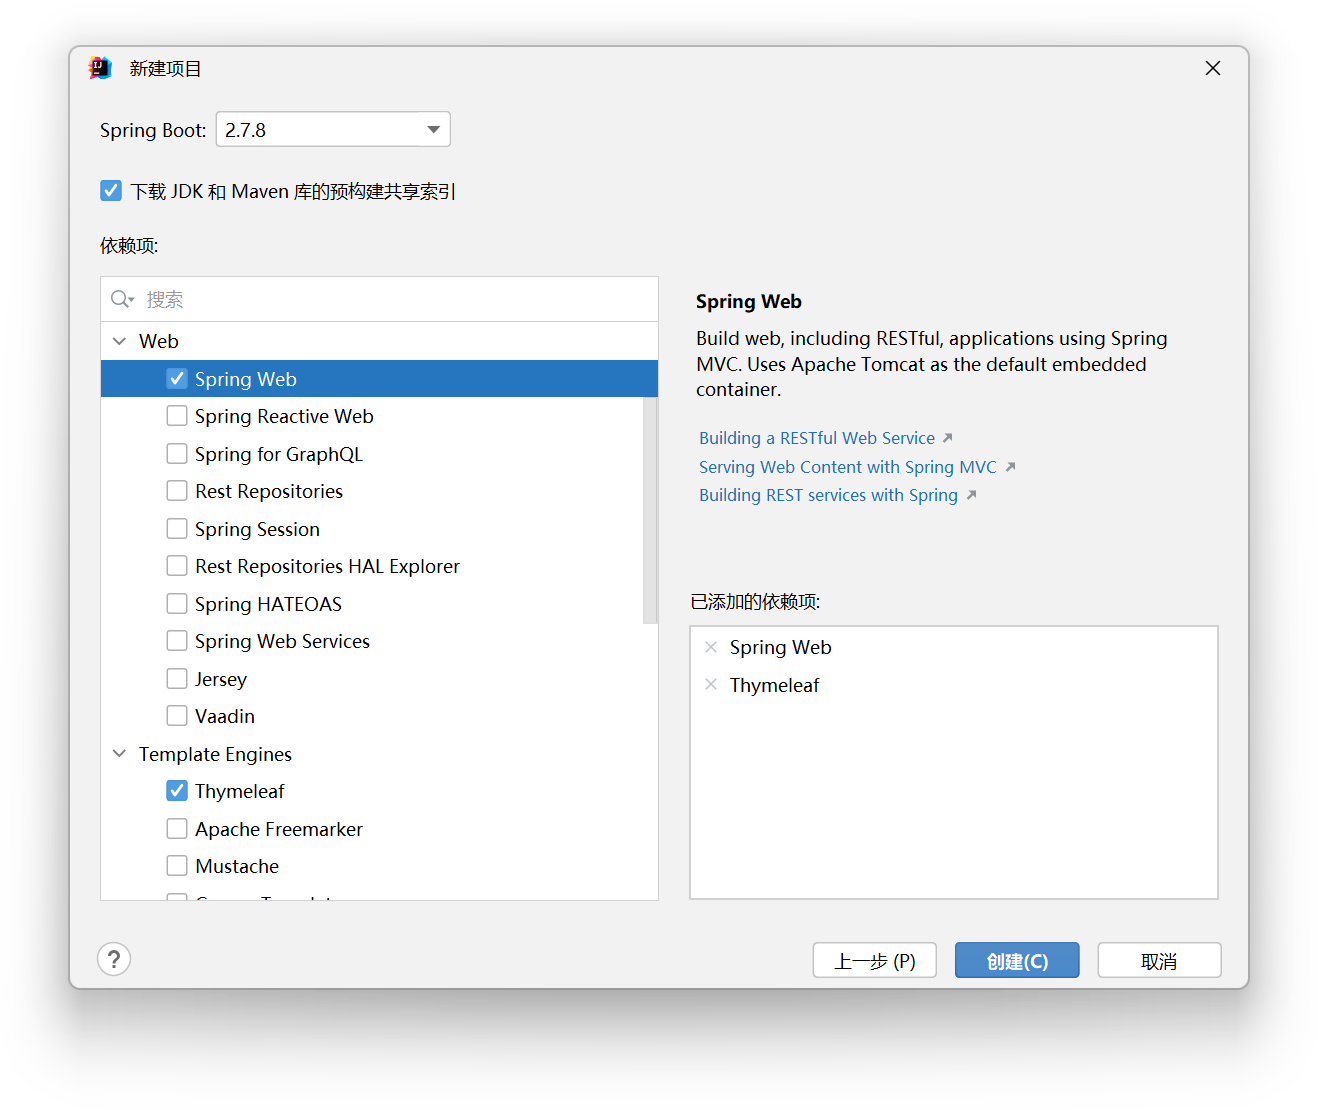 新建项目
Spring Boot: 2.7.8
下载 JDK 和 Maven 库的预构建共享索引
依赖项:
搜索
Web
Spring Web
Spring Reactive Web
Spring for GraphQL
Rest Repositories
Spring Session
Rest Repositories HAL Explorer
Spring HATEOAS
Spring Web Services
Jersey
Vaadin
Template Engines
Thymeleaf
Apache Freemarker
Mustache
Spring Web
Build web, including RESTful, applications using Spring
MVC. Uses Apache Tomcat as the default embedded
container.
Building a RESTful Web Service
Serving Web Content with Spring MVC
Building REST services with Spring
已添加的依赖项:
Spring Web
Thymeleaf
?
上一步 (P)
创建(C)
取消